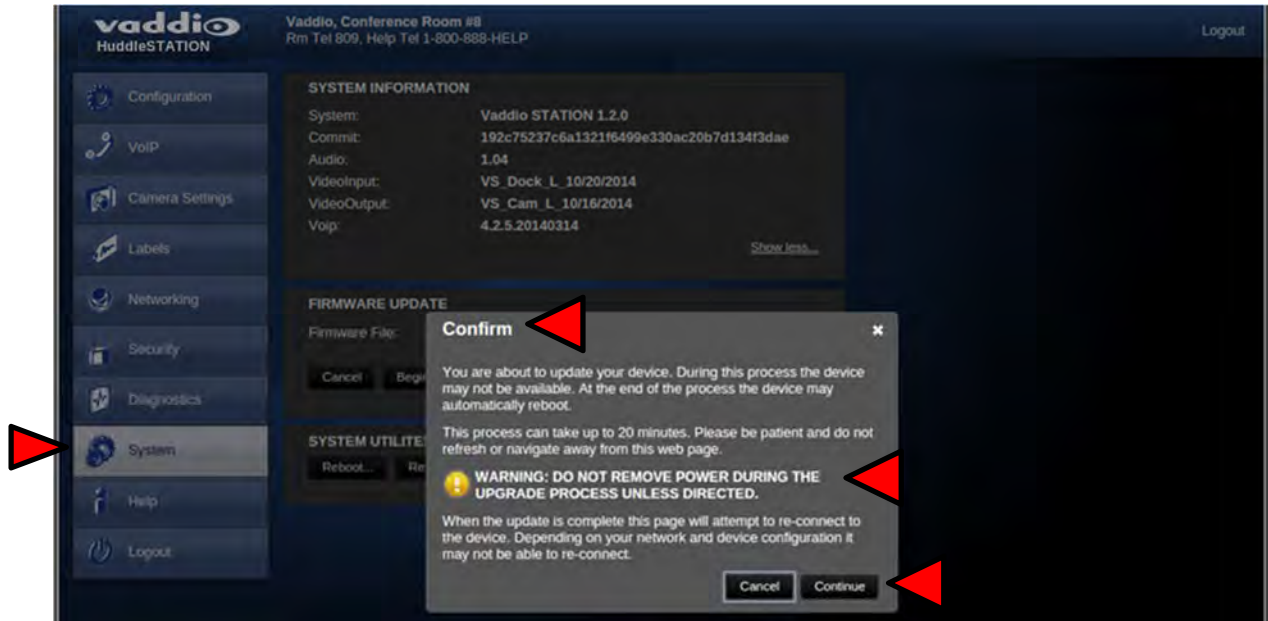 vaddio
HuddleSTATION
Vaddio, Conference Room #8
Rm Tel 809, Help Tel 1-800-888-HELP
Logout
Configuration
VoIP
Camera Settings
Labels
Networking
Security
Diagnostics
System
Help
Logout
SYSTEM INFORMATION
System: Vaddio STATION 1.2.0
Commit: 192c75237c6a1321f6499e330ac20b7d134f3dae
Audio: 1.04
VideoInput: VS_Dock_L_10/20/2014
VideoOutput: VS_Cam_L_10/16/2014
Voip: 4.2.5.20140314
Show less...
FIRMWARE UPDATE
Firmware File:
Cancel
SYSTEM UTILITE
Reboot...
Confirm
You are about to update your device. During this process the device
may not be available. At the end of the process the device may
automatically reboot.
This process can take up to 20 minutes. Please be patient and do not
refresh or navigate away from this web page.
WARNING: DO NOT REMOVE POWER DURING THE
UPGRADE PROCESS UNLESS DIRECTED.
When the update is complete this page will attempt to re-connect to
the device. Depending on your network and device configuration it
may not be able to re-connect.
Cancel Continue